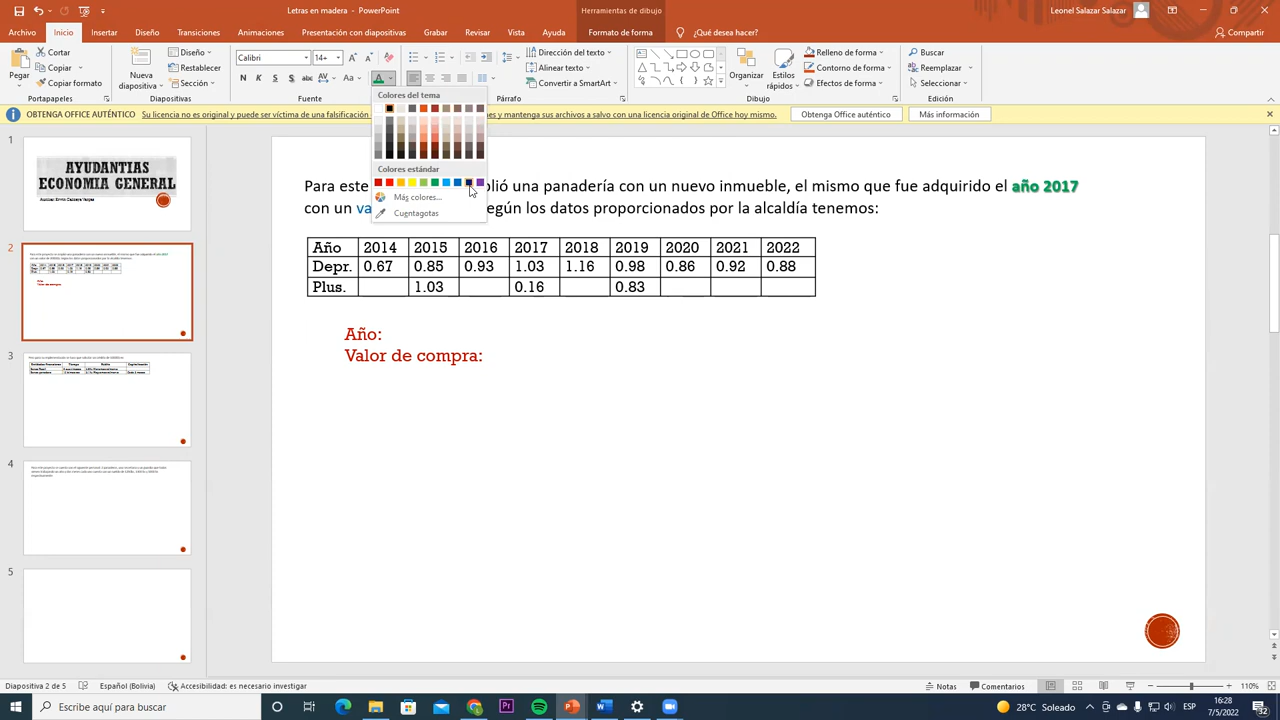 Letras en madera - PowerPoint
Herramientas de dibujo
Leonel Salazar Salazar
Archivo Inicio Insertar Diseño Transiciones Animaciones Presentación con diapositivas Grabar Revisar Vista Ayuda Formato de forma ¿Qué desea hacer? Compartir
Pegar
Cortar
Copiar
Copiar formato
Portapapeles
Nueva diapositiva
Diseño
Restablecer
Sección
Diapositivas
Calibri 14+
N K S S abc AV Aa A
Fuente
Dirección del texto
Alinear texto
Convertir a SmartArt
Párrafo
Organizar
Estilos rápidos
Relleno de forma
Contorno de forma
Efectos de forma
Dibujo
Buscar
Reemplazar
Seleccionar
Edición
OBTENGA OFFICE AUTÉNTICO Su licencia no es original y puede ser víctima de una falsificación es y mantenga sus archivos a salvo con una licencia original de Office hoy mismo. Obtenga Office auténtico Más información
Colores del tema
Colores estándar
Más colores...
Cuentagotas
1
AYUDANTIAS
ECONOMIA GENERAL
2
3
4
5
Para este lió una panadería con un nuevo inmueble, el mismo que fue adquirido el año 2017
con un va egún los datos proporcionados por la alcaldía tenemos:
Año 2014 2015 2016 2017 2018 2019 2020 2021 2022
Depr. 0.67 0.85 0.93 1.03 1.16 0.98 0.86 0.92 0.88
Plus. 1.03 0.16 0.83
Año:
Valor de compra:
Diapositiva 2 de 5 Español (Bolivia) Accesibilidad: es necesario investigar Notas Comentarios 110%
Escribe aquí para buscar
28°C Soleado
ESP
16:28
7/5/2022